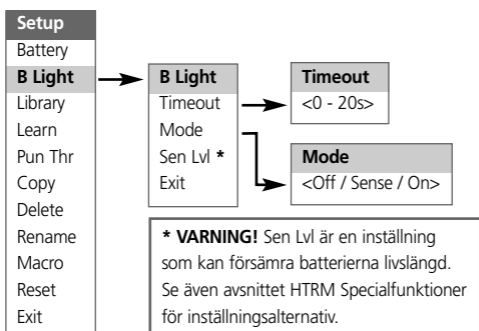 Setup
Battery
B Light
Library
Learn
Pun Thr
Copy
Delete
Rename
Macro
Reset
Exit
B Light
Timeout
Mode
Sen Lvl *
Exit
Timeout
<0 - 20s>
Mode
<Off / Sense / On>
* VARNING! Sen Lvl är en inställning
som kan försämra batterierna livslängd.
Se även avsnittet HTRM Specialfunktioner
för inställningsalternativ.